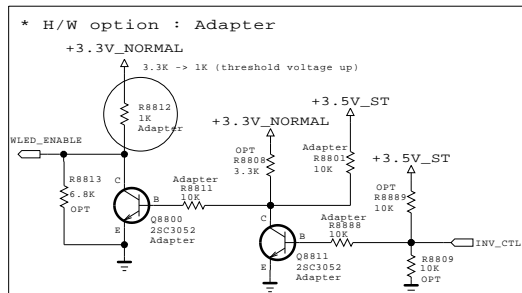 * H/W option : Adapter
+3.3V_NORMAL
3.3K -> 1K (threshold voltage up)
R8812
1K
Adapter
+3.5V_ST
+3.3V_NORMAL
WLED_ENABLE
OPT
R8808
3.3K
Adapter
R8801
10K
+3.5V_ST
R8813
6.8K
OPT
C
B
E
Adapter
R8811
10K
Q8800
2SC3052
Adapter
OPT
R8889
10K
C
B
E
Adapter
R8888
10K
Q8811
2SC3052
Adapter
INV_CTL
R8809
10K
OPT